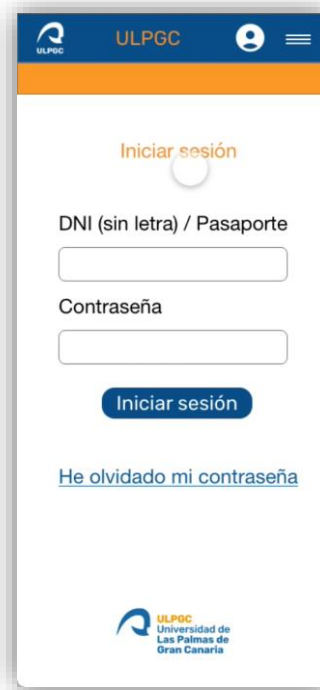 ULPGC
ULPGC
Iniciar sesión
DNI (sin letra) / Pasaporte
Contraseña
Iniciar sesión
He olvidado mi contraseña
ULPGC
Universidad de
Las Palmas de
Gran Canaria